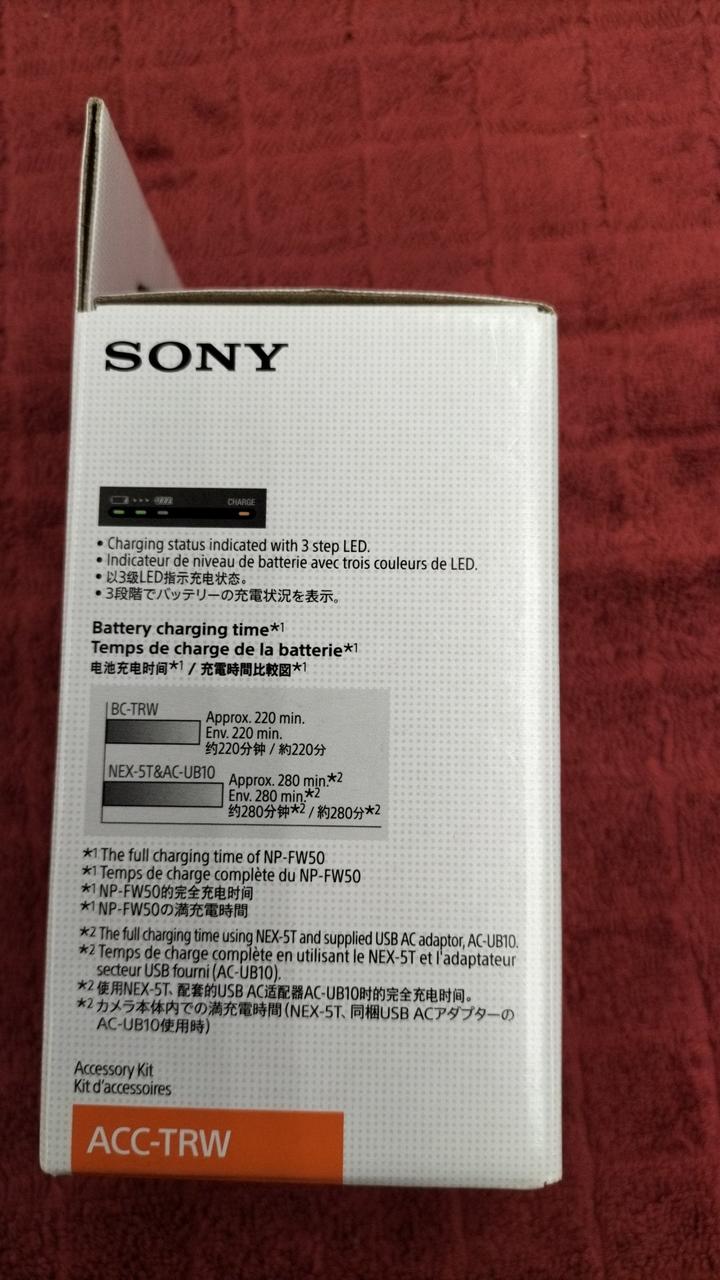 SONY
CHARGE
• Charging status indicated with 3 step LED.
• Indicateur de niveau de batterie avec trois couleurs de LED.
• 以3级LED指示充电状态。
• 3段階でバッテリーの充電状況を表示。
Battery charging time*1
Temps de charge de la batterie*1
电池充电时间*1 / 充電時間比較図*1
BC-TRW
Approx. 220 min.
Env. 220 min.
约220分钟 / 約220分
NEX-5T&AC-UB10
Approx. 280 min.*2
Env. 280 min.*2
约280分钟*2 / 約280分*2
*1 The full charging time of NP-FW50
*1 Temps de charge complète du NP-FW50
*1 NP-FW50的完全充电时间
*1 NP-FW50の満充電時間
*2 The full charging time using NEX-5T and supplied USB AC adaptor, AC-UB10.
*2 Temps de charge complète en utilisant le NEX-5T et l'adaptateur
secteur USB fourni (AC-UB10).
*2 使用NEX-5T、配套的USB AC适配器AC-UB10时的完全充电时间。
*2 カメラ本体内での満充電時間(NEX-5T、同梱USB ACアダプターの
AC-UB10使用時)
Accessory Kit
Kit d'accessoires
ACC-TRW